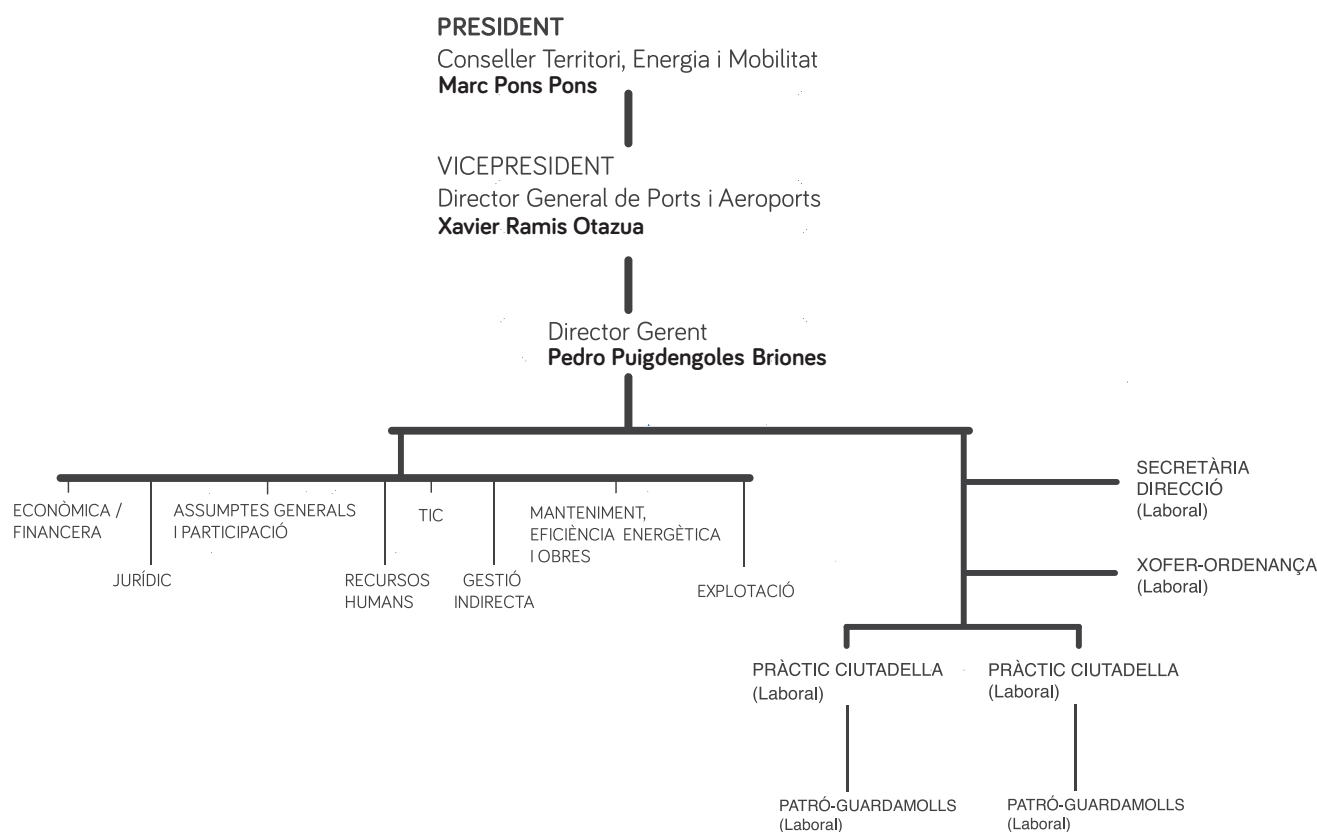 PRESIDENT
Conseller Territori, Energia i Mobilitat
Marc Pons Pons
VICEPRESIDENT
Director General de Ports i Aeroports
Xavier Ramis Otazua
Director Gerent
Pedro Puigdengoles Briones
ECONÒMICA /
FINANCERA
JURÍDIC
ASSUMPTES GENERALS
I PARTICIPACIÓ
RECURSOS
HUMANS
TIC
GESTIÓ
INDIRECTA
MANTENIMENT,
EFICIÈNCIA ENERGÈTICA
I OBRES
EXPLOTACIÓ
SECRETÀRIA
DIRECCIÓ
(Laboral)
XOFER-ORDENANÇA
(Laboral)
PRÀCTIC CIUTADELLA
(Laboral)
PRÀCTIC CIUTADELLA
(Laboral)
PATRÓ-GUARDAMOLLS
(Laboral)
PATRÓ-GUARDAMOLLS
(Laboral)